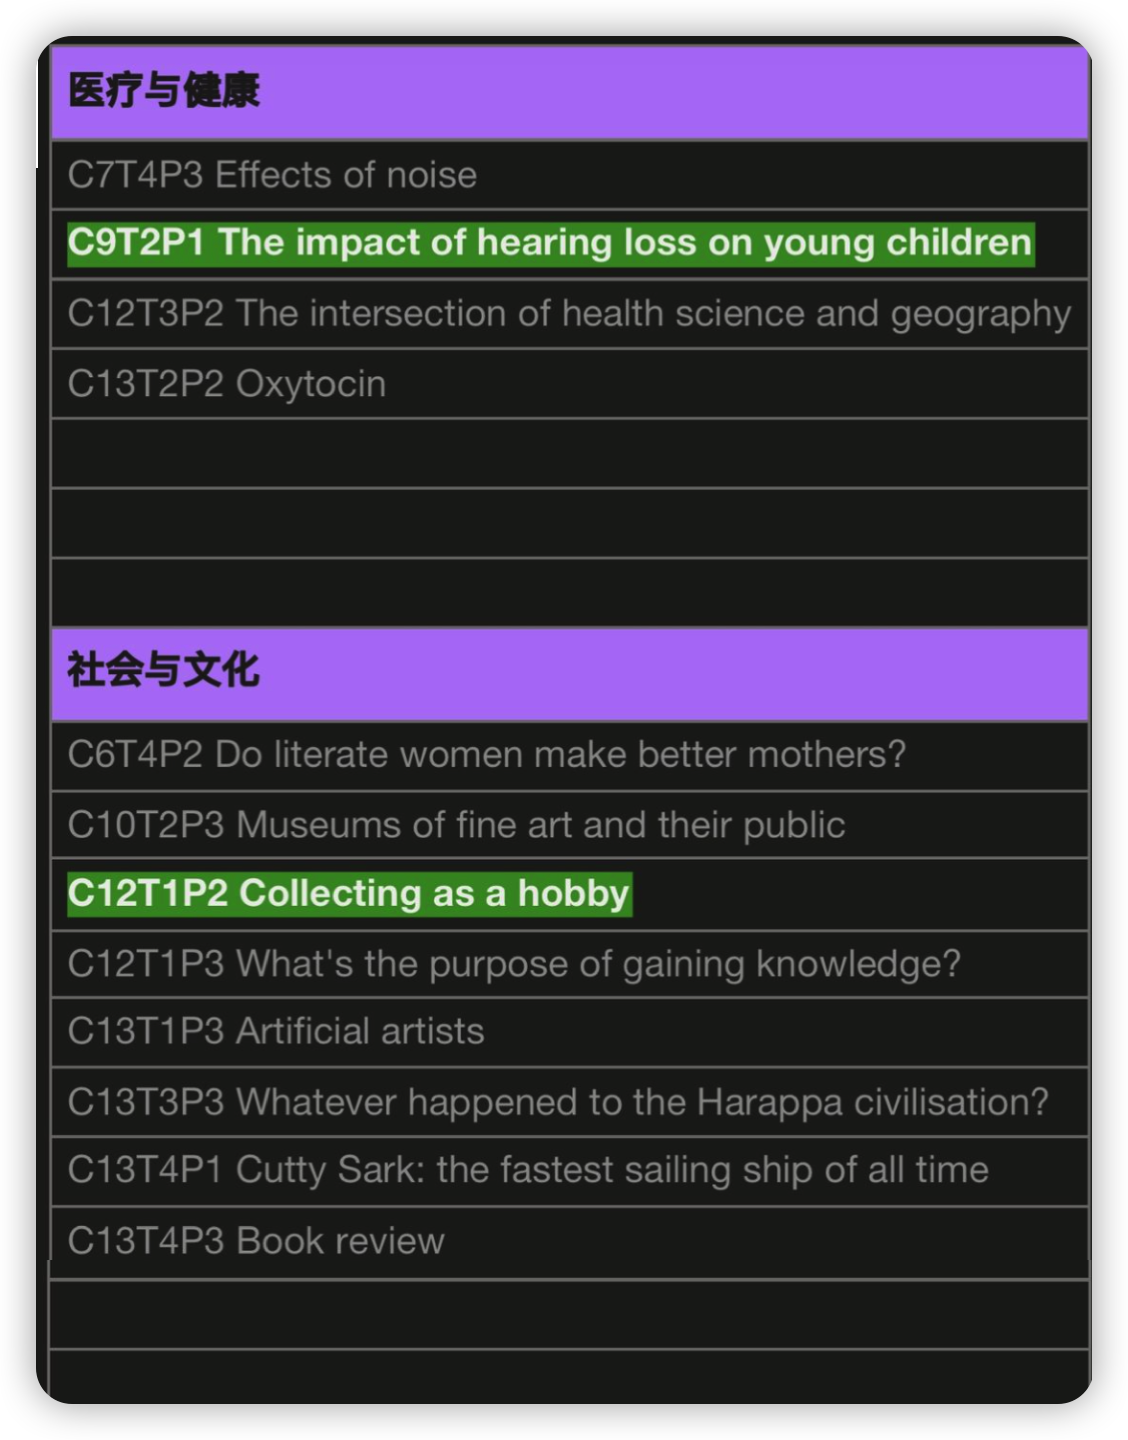 医疗与健康
C7T4P3 Effects of noise
C9T2P1 The impact of hearing loss on young children
C12T3P2 The intersection of health science and geography
C13T2P2 Oxytocin
社会与文化
C6T4P2 Do literate women make better mothers?
C10T2P3 Museums of fine art and their public
C12T1P2 Collecting as a hobby
C12T1P3 What's the purpose of gaining knowledge?
C13T1P3 Artificial artists
C13T3P3 Whatever happened to the Harappa civilisation?
C13T4P1 Cutty Sark: the fastest sailing ship of all time
C13T4P3 Book review